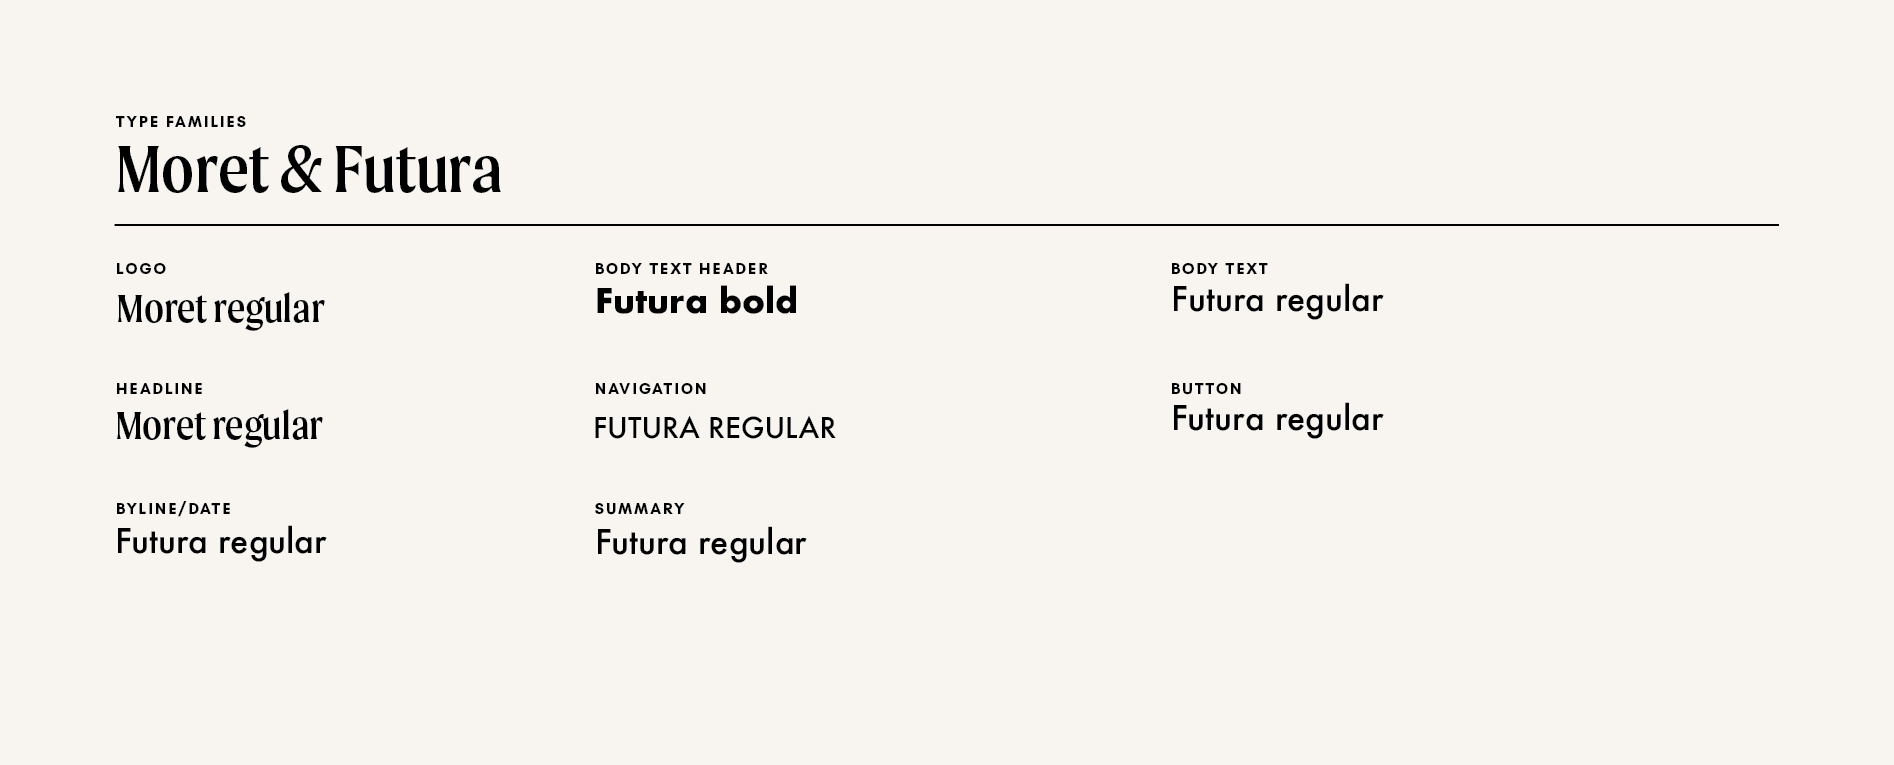 TYPE FAMILIES
Moret & Futura
LOGO
Moret regular
BODY TEXT HEADER
Futura bold
BODY TEXT
Futura regular
HEADLINE
Moret regular
NAVIGATION
FUTURA REGULAR
BUTTON
Futura regular
BYLINE/DATE
Futura regular
SUMMARY
Futura regular